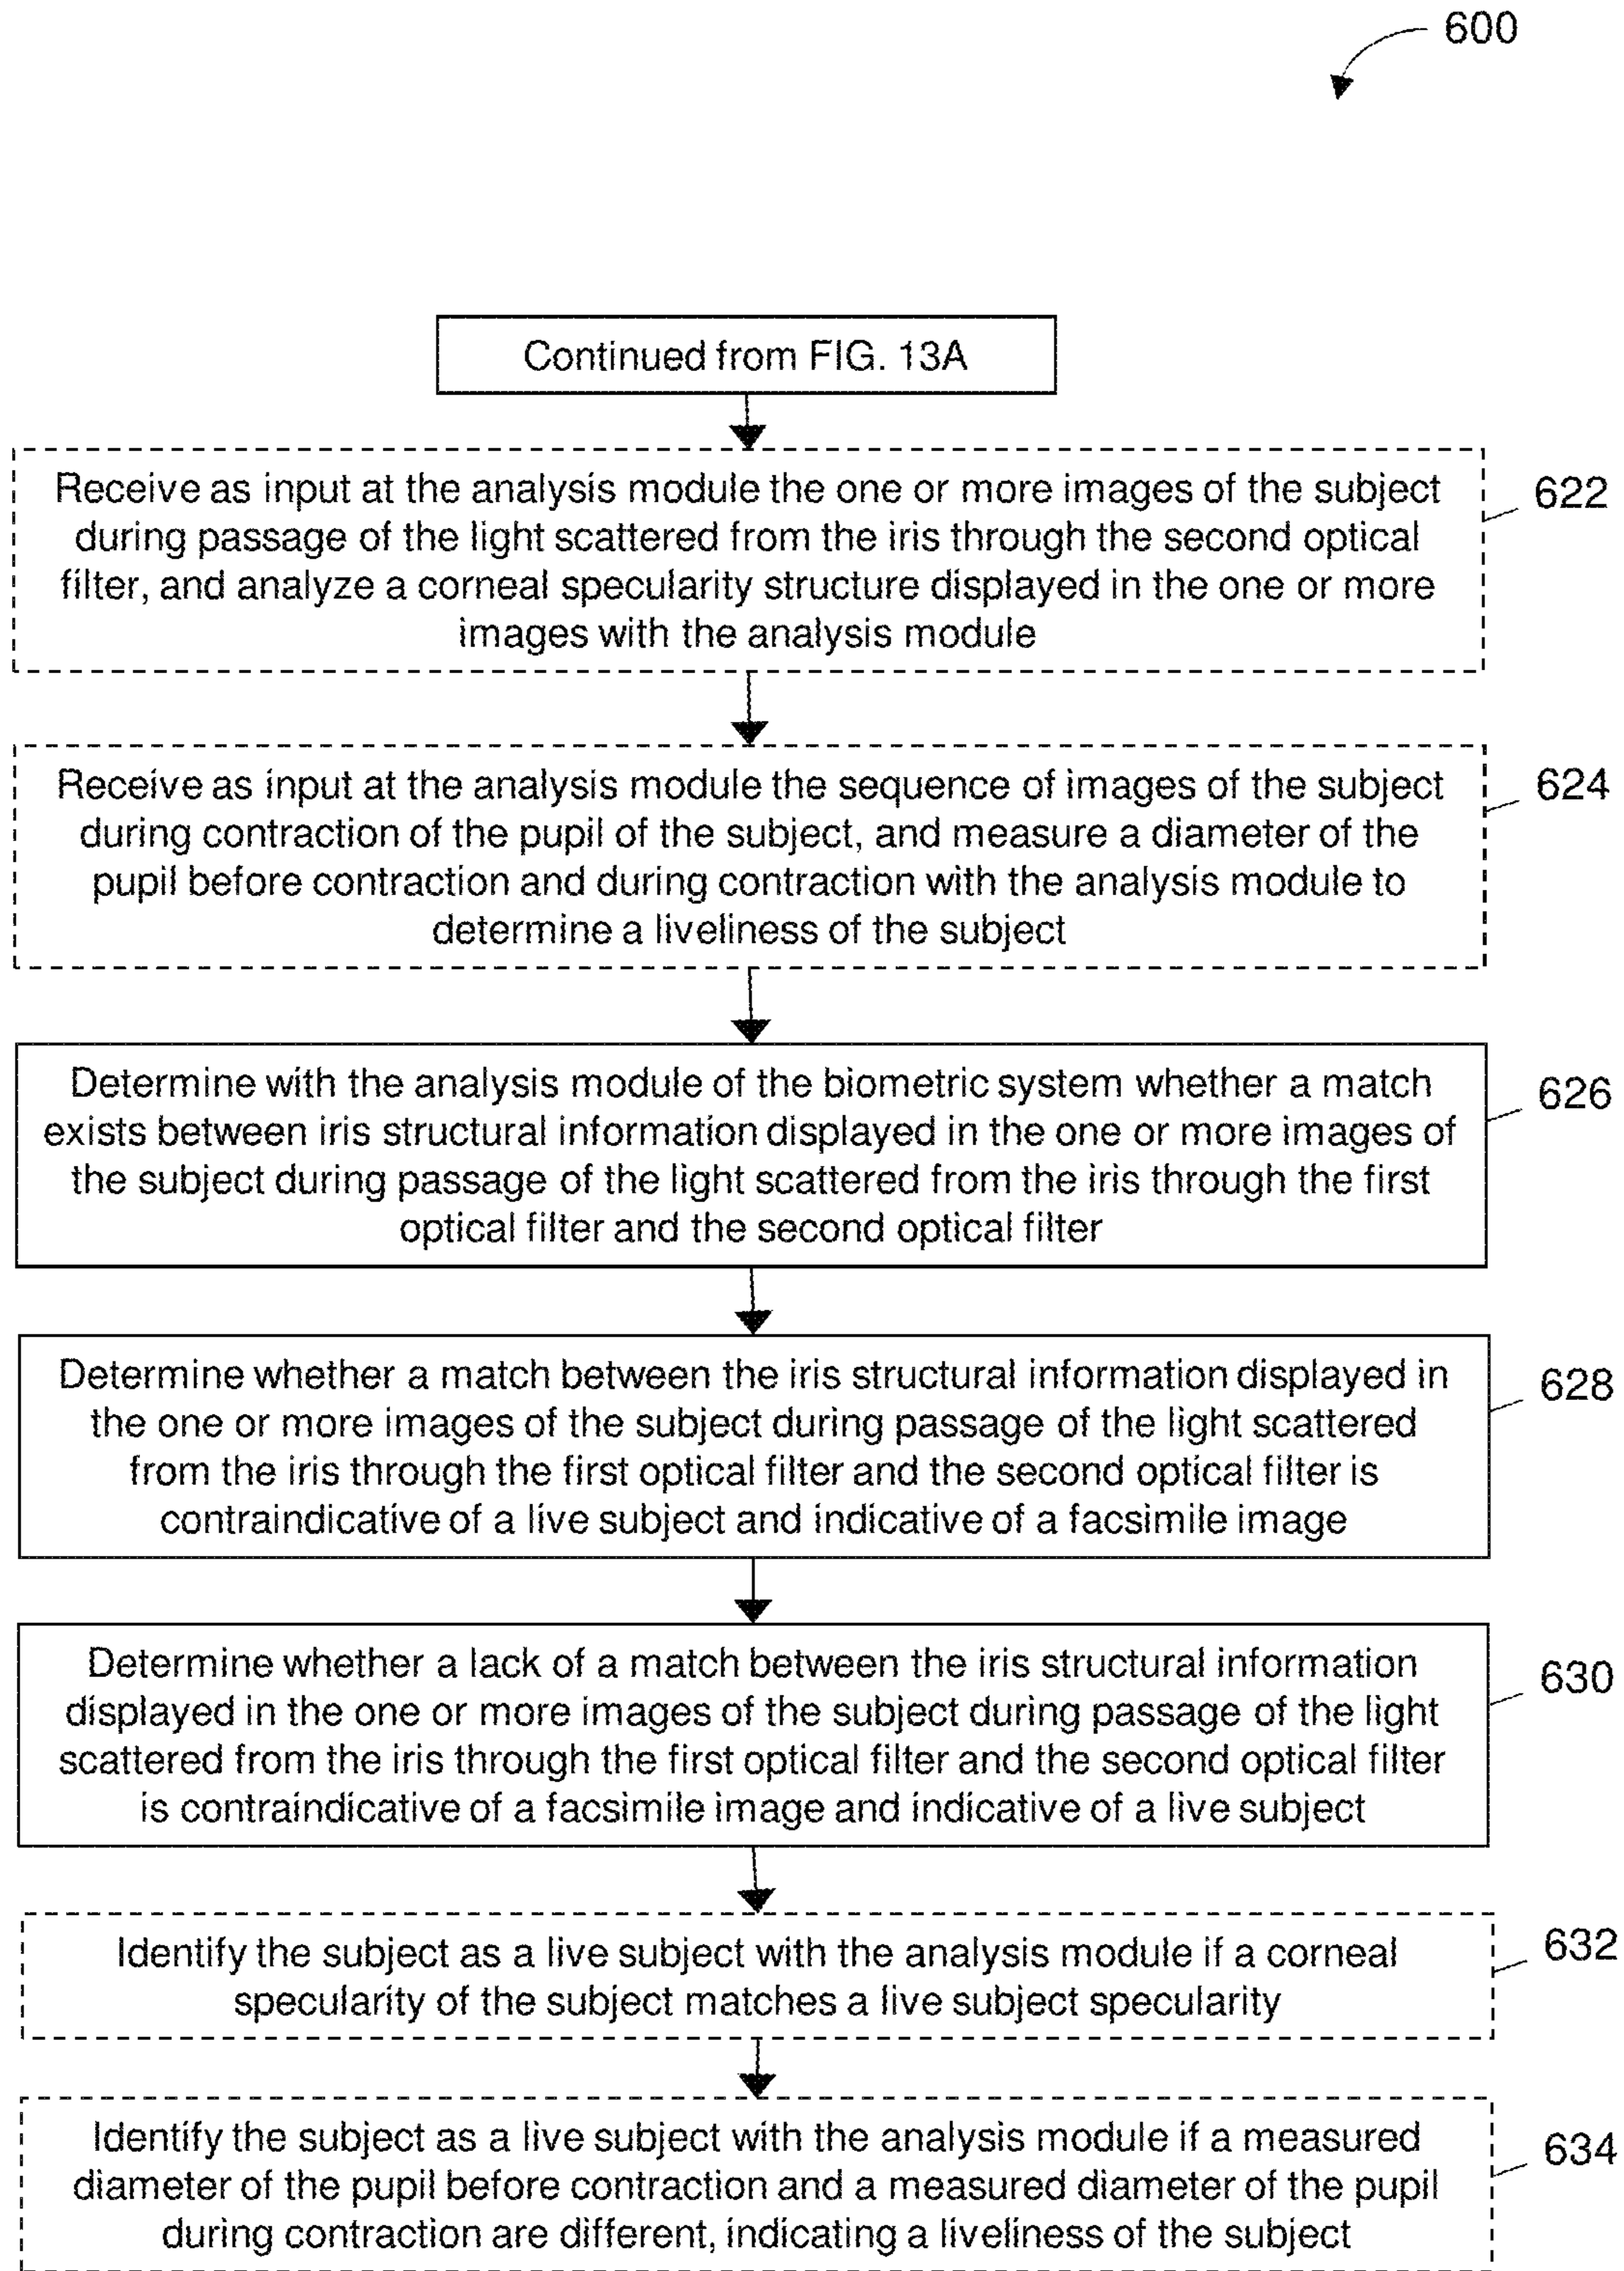 600
Continued from FIG. 13A
Receive as input at the analysis module the one or more images of the subject
during passage of the light scattered from the iris through the second optical
filter, and analyze a corneal specularity structure displayed in the one or more
images with the analysis module
622
Receive as input at the analysis module the sequence of images of the subject
during contraction of the pupil of the subject, and measure a diameter of the
pupil before contraction and during contraction with the analysis module to
determine a liveliness of the subject
624
Determine with the analysis module of the biometric system whether a match
exists between iris structural information displayed in the one or more images of
the subject during passage of the light scattered from the iris through the first
optical filter and the second optical filter
626
Determine whether a match between the iris structural information displayed in
the one or more images of the subject during passage of the light scattered
from the iris through the first optical filter and the second optical filter is
contraindicative of a live subject and indicative of a facsimile image
628
Determine whether a lack of a match between the iris structural information
displayed in the one or more images of the subject during passage of the light
scattered from the iris through the first optical filter and the second optical filter
is contraindicative of a facsimile image and indicative of a live subject
630
Identify the subject as a live subject with the analysis module if a corneal
specularity of the subject matches a live subject specularity
632
Identify the subject as a live subject with the analysis module if a measured
diameter of the pupil before contraction and a measured diameter of the pupil
during contraction are different, indicating a liveliness of the subject
634